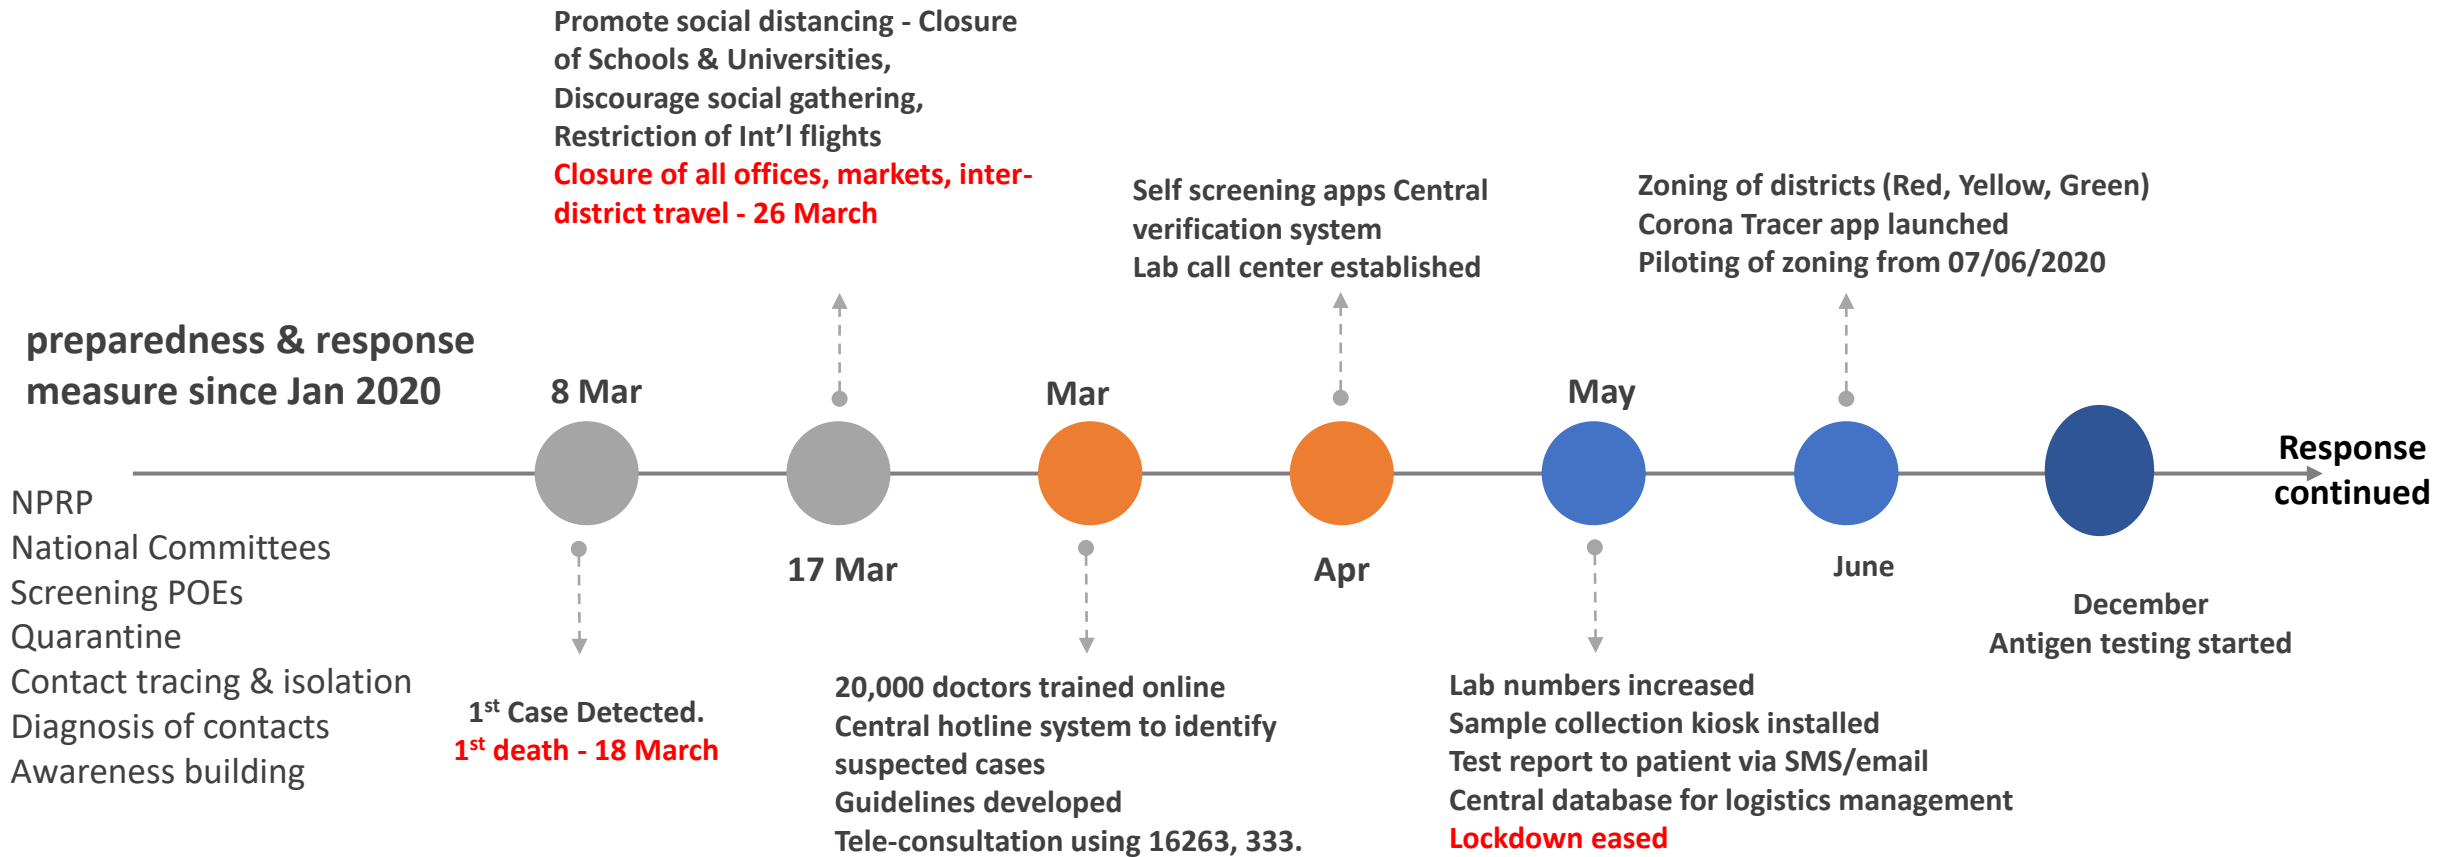 preparedness & response
measure since Jan 2020
NPRP
National Committees
Screening POEs
Quarantine
Contact tracing & isolation
Diagnosis of contacts
Awareness building
8 Mar
1st Case Detected.
1st death - 18 March
Promote social distancing - Closure
of Schools & Universities,
Discourage social gathering,
Restriction of Int’l flights
Closure of all offices, markets, inter-
district travel - 26 March
17 Mar
Mar
20,000 doctors trained online
Central hotline system to identify
suspected cases
Guidelines developed
Tele-consultation using 16263, 333.
Self screening apps Central
verification system
Lab call center established
Apr
May
Lab numbers increased
Sample collection kiosk installed
Test report to patient via SMS/email
Central database for logistics management
Lockdown eased
Zoning of districts (Red, Yellow, Green)
Corona Tracer app launched
Piloting of zoning from 07/06/2020
June
December
Antigen testing started
Response
continued